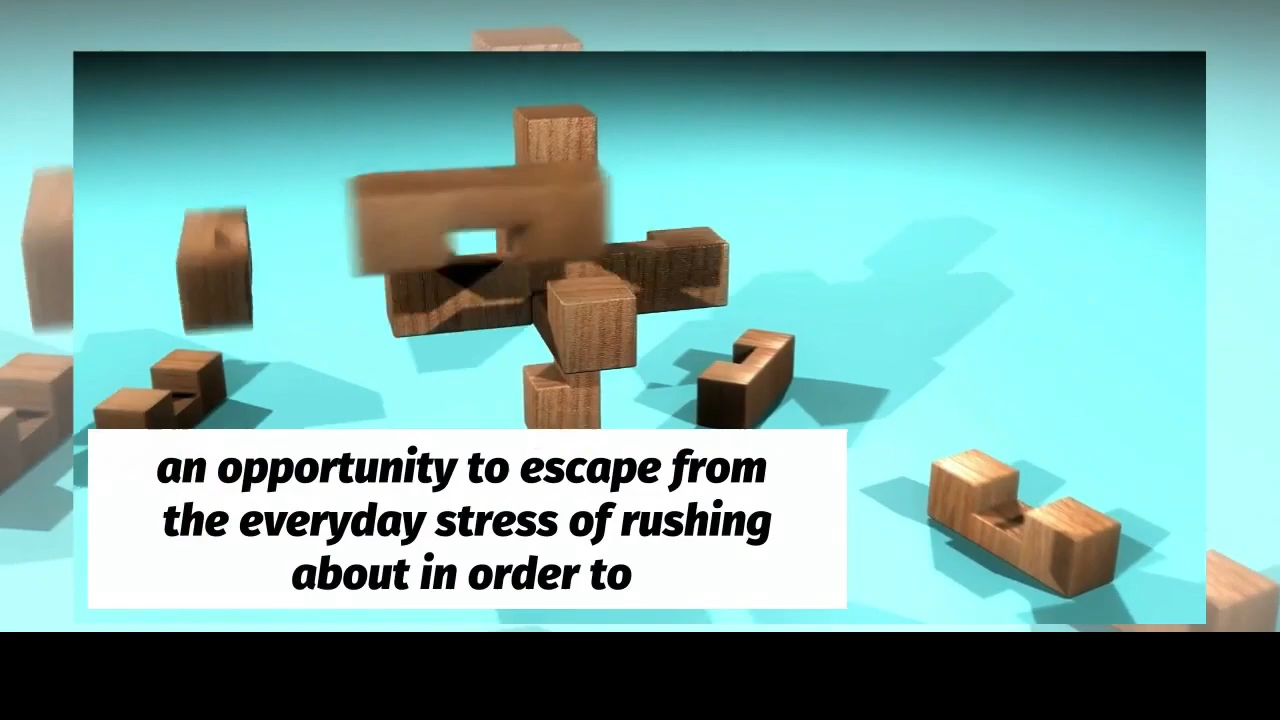 an opportunity to escape from
the everyday stress of rushing
about in order to